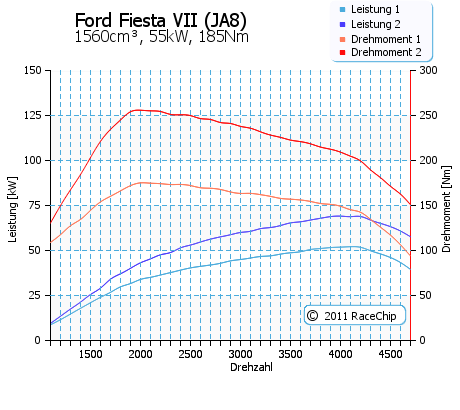 Ford Fiesta VII (JA8)
1560cm³, 55kW, 185Nm
Leistung 1
Leistung 2
Drehmoment 1
Drehmoment 2
150
125
100
75
50
25
0
Leistung [kW]
300
250
200
150
100
50
0
Drehmoment [Nm]
1500 2000 2500 3000 3500 4000 4500
Drehzahl
© 2011 RaceChip